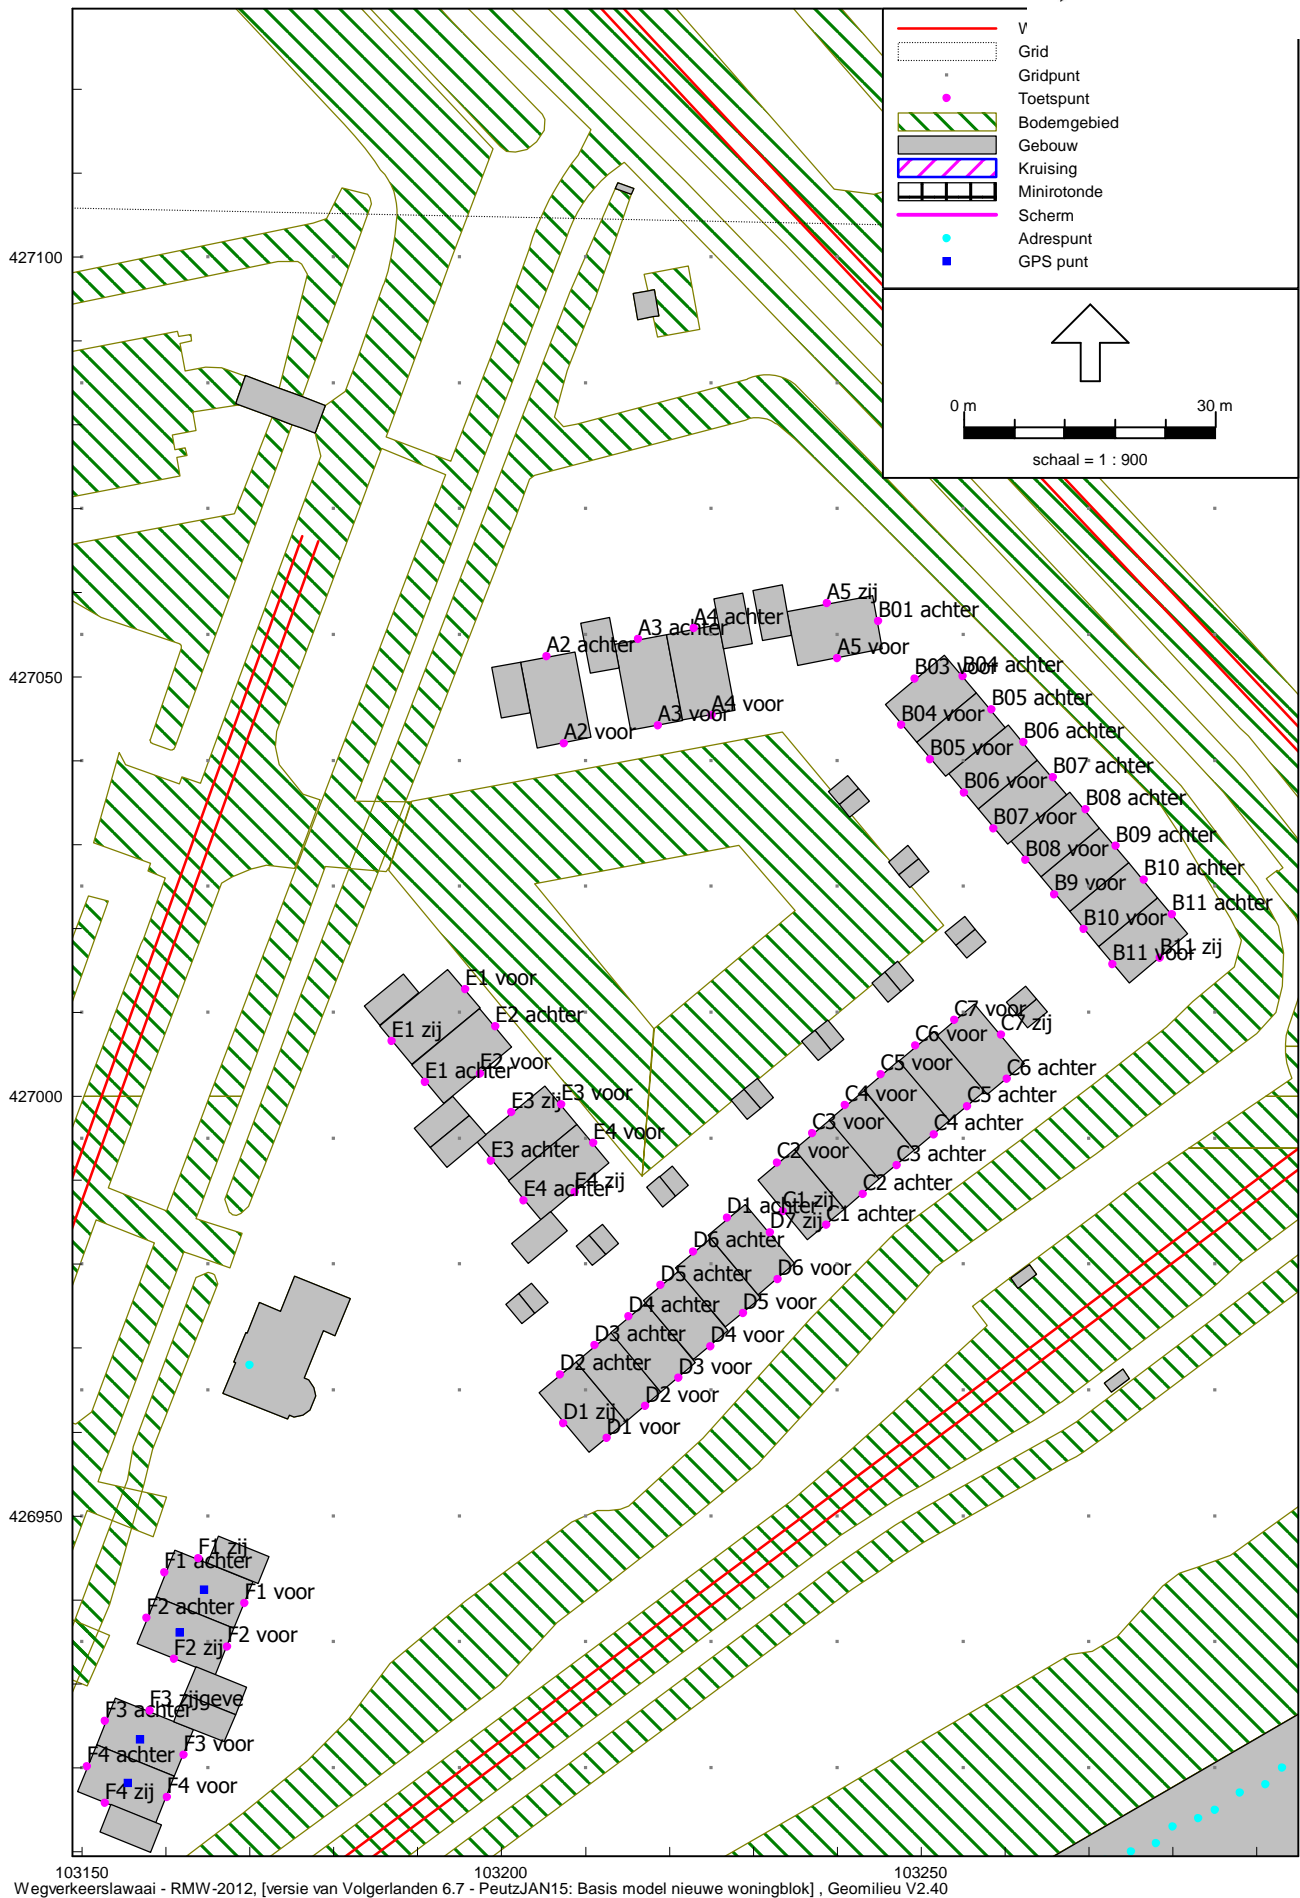 Grid
Gridpunt
Toetspunt
Bodemgebied
Gebouw
Kruising
Minirotonde
Scherm
Adrespunt
GPS punt
0 m 30 m
schaal = 1 : 900
427100
427050
427000
426950
A5 zij
B01 achter
A4 achter
A3 achter
A2 achter
A5 voor
B03 voor
B04 achter
A4 voor
A3 voor
A2 voor
B04 voor
B05 achter
B05 voor
B06 achter
B06 voor
B07 achter
B07 voor
B08 achter
B08 voor
B09 achter
B9 voor
B10 achter
B10 voor
B11 achter
B11 voor
B11 zij
E1 voor
E2 achter
E1 zij
E2 voor
E1 achter
E3 zij
E3 voor
E4 voor
E3 achter
E4 zij
E4 achter
C7 voor
C7 zij
C6 voor
C6 achter
C5 voor
C5 achter
C4 voor
C4 achter
C3 voor
C3 achter
C2 voor
C2 achter
C1 zij
C1 achter
D1 achter
D7 zij
D6 achter
D6 voor
D5 achter
D5 voor
D4 achter
D4 voor
D3 achter
D3 voor
D2 achter
D2 voor
D1 zij
D1 voor
F1 zij
F1 achter
F1 voor
F2 achter
F2 voor
F2 zij
F3 zijgeve
F3 achter
F3 voor
F4 achter
F4 voor
F4 zij
103150 103200 103250
Wegverkeerslawaai - RMW-2012, [versie van Volgerlanden 6.7 - PeutzJAN15: Basis model nieuwe woningblok] , Geomilieu V2.40